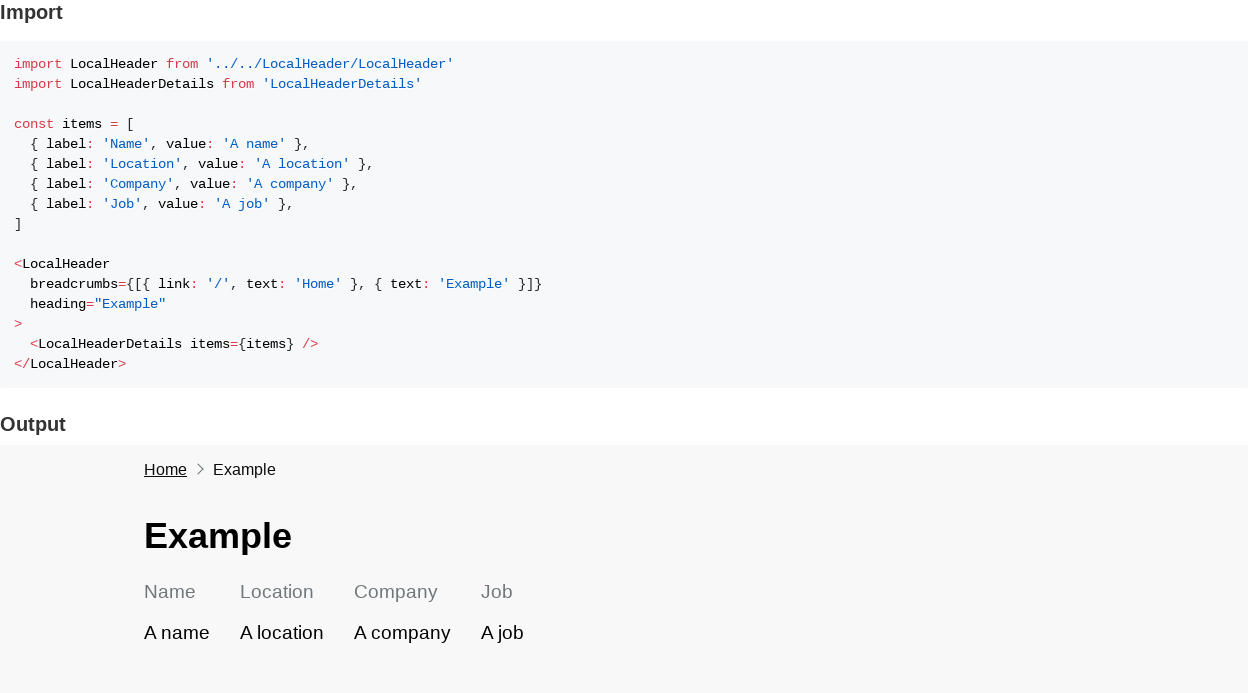 Import
import LocalHeader from '../../LocalHeader/LocalHeader'
import LocalHeaderDetails from 'LocalHeaderDetails'
const items = [
  { label: 'Name', value: 'A name' },
  { label: 'Location', value: 'A location' },
  { label: 'Company', value: 'A company' },
  { label: 'Job', value: 'A job' },
]
<LocalHeader
  breadcrumbs={[{ link: '/', text: 'Home' }, { text: 'Example' }]}
  heading="Example"
>
  <LocalHeaderDetails items={items} />
</LocalHeader>
Output
Home > Example
Example
Name Location Company Job
A name A location A company A job